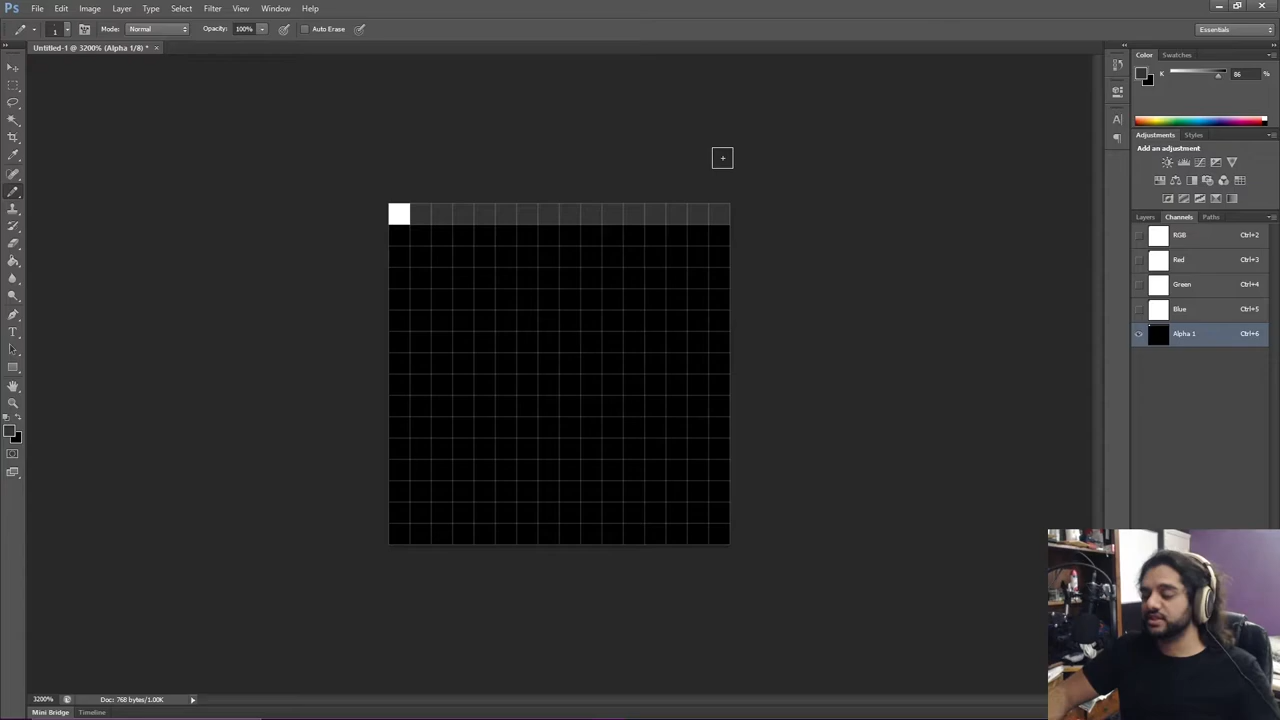 Ps File Edit Image Layer Type Select Filter View Window Help
1 Mode: Normal Opacity: 100% Auto Erase Essentials
Untitled-1 @ 3200% (Alpha 1/8) * ×
Color Swatches
K 86 %
Adjustments Styles
Add an adjustment
Layers Channels Paths
RGB Ctrl+2
Red Ctrl+3
Green Ctrl+4
Blue Ctrl+5
Alpha 1 Ctrl+6
T
3200% Doc: 768 bytes/1.00K
Mini Bridge Timeline